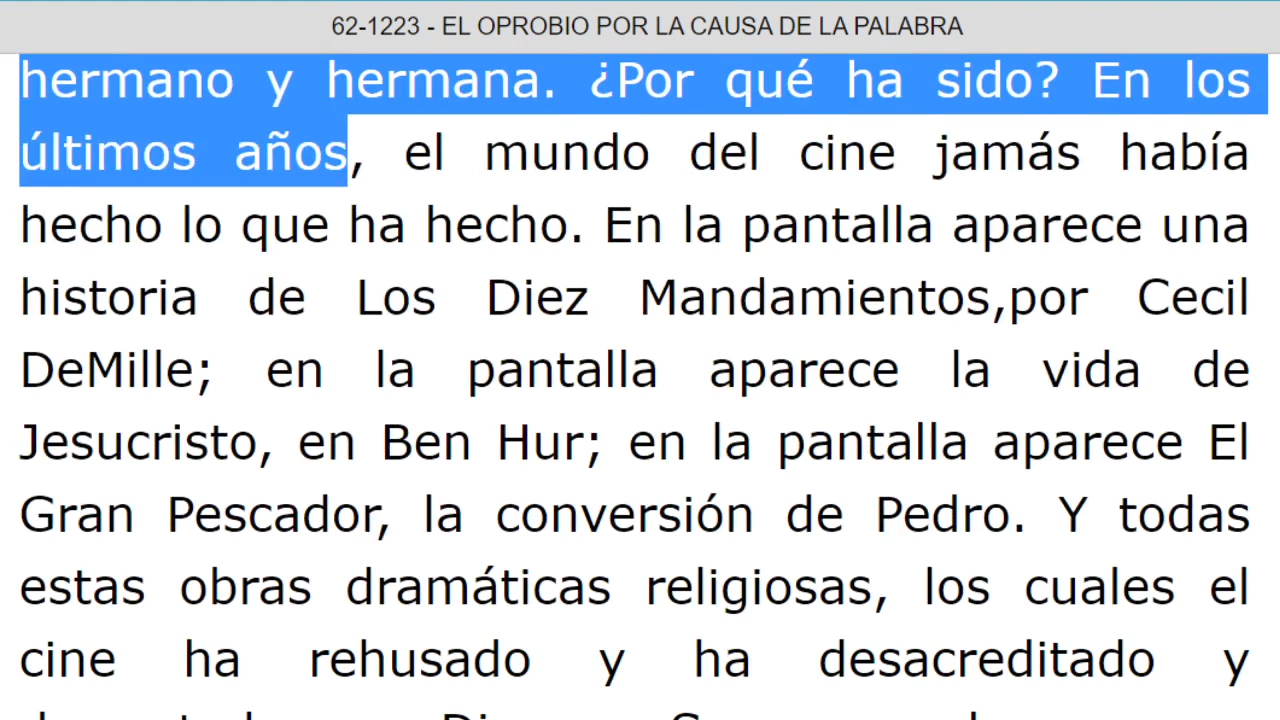 62-1223 - EL OPROBIO POR LA CAUSA DE LA PALABRA
hermano y hermana. ¿Por qué ha sido? En los
últimos años, el mundo del cine jamás había
hecho lo que ha hecho. En la pantalla aparece una
historia de Los Diez Mandamientos,por Cecil
DeMille; en la pantalla aparece la vida de
Jesucristo, en Ben Hur; en la pantalla aparece El
Gran Pescador, la conversión de Pedro. Y todas
estas obras dramáticas religiosas, los cuales el
cine ha rehusado y ha desacreditado y